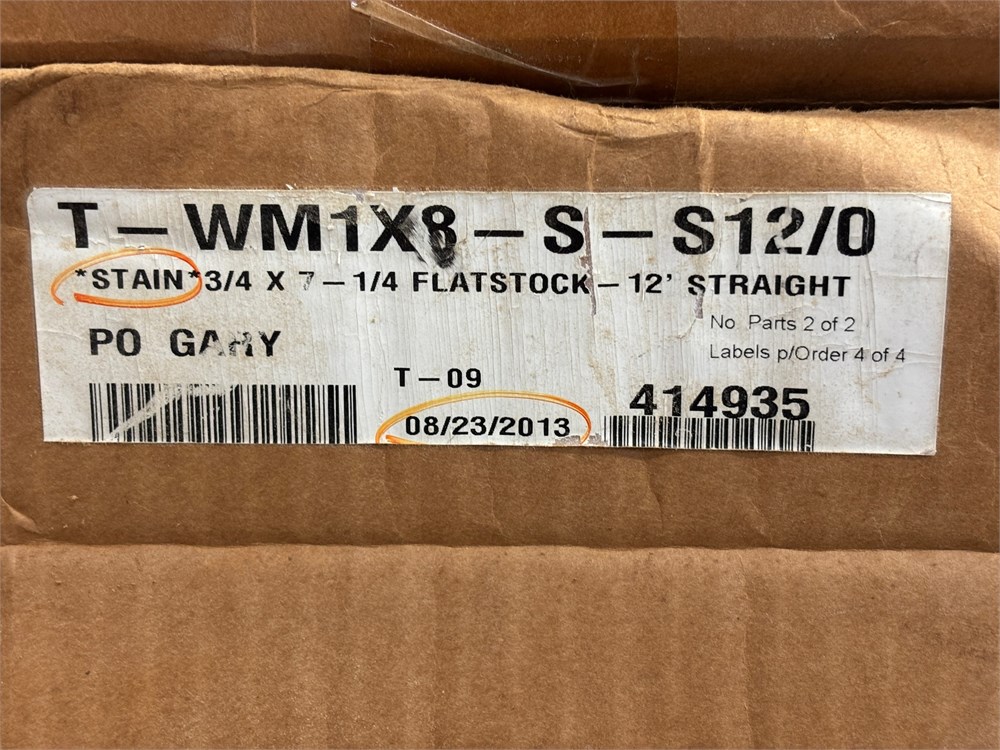 T-WM1X8-S-S12/0
*STAIN*3/4 X 7-1/4 FLATSTOCK-12' STRAIGHT
PO GARY
No Parts 2 of 2
Labels p/Order 4 of 4
T-09
08/23/2013
414935